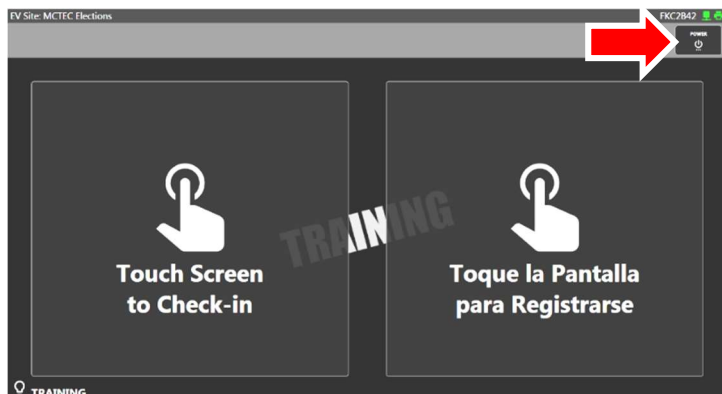 EV Site: MCTEC Elections
FKC2B42
POWER
TRAINING
Touch Screen
to Check-in
Toque la Pantalla
para Registrarse
TRAINING